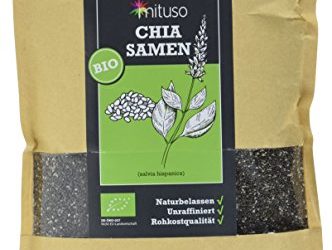 mituso
CHIA
SAMEN
BIO
(salvia hispanica)
Naturbelassen
Unraffiniert
Rohkostqualität